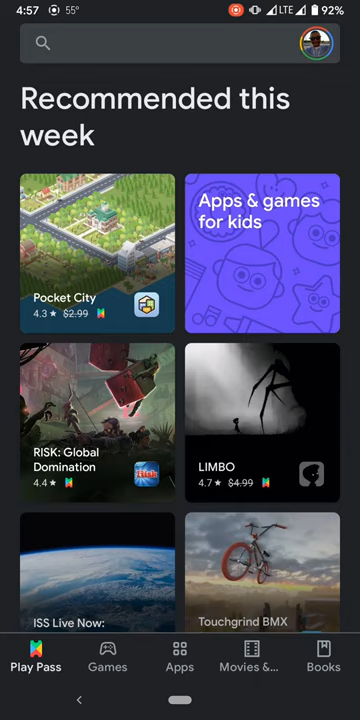 4:57 55° LTE 92%
Recommended this
week
Pocket City
4.3 ★ $2.99
Apps & games
for kids
RISK: Global
Domination
4.4 ★
LIMBO
4.7 ★ $4.99
ISS Live Now:
Touchgrind BMX
Play Pass Games Apps Movies &... Books